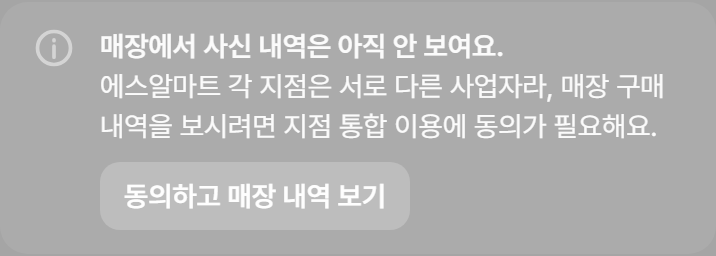 매장에서 사신 내역은 아직 안 보여요.
에스알마트 각 지점은 서로 다른 사업자라, 매장 구매
내역을 보시려면 지점 통합 이용에 동의가 필요해요.
동의하고 매장 내역 보기